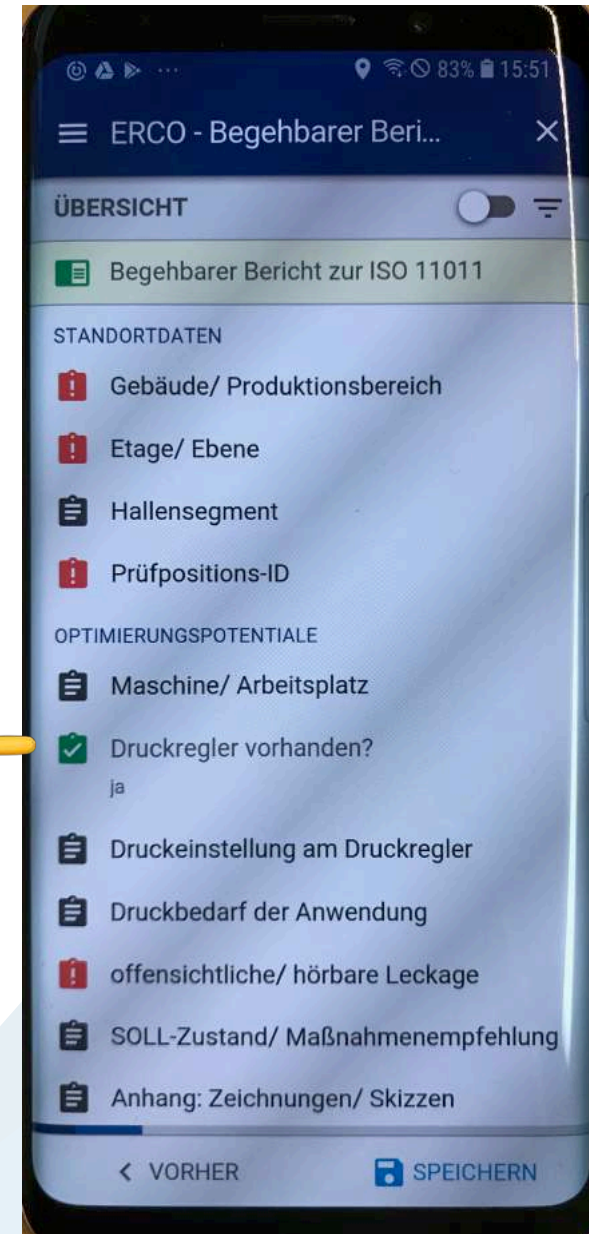 83% 15:51
ERCO - Begehbarer Beri...
ÜBERSICHT
Begehbarer Bericht zur ISO 11011
STANDORTDATEN
Gebäude/ Produktionsbereich
Etage/ Ebene
Hallensegment
Prüfpositions-ID
OPTIMIERUNGSPOTENTIALE
Maschine/ Arbeitsplatz
Druckregler vorhanden?
ja
Druckeinstellung am Druckregler
Druckbedarf der Anwendung
offensichtliche/ hörbare Leckage
SOLL-Zustand/ Maßnahmenempfehlung
Anhang: Zeichnungen/ Skizzen
< VORHER SPEICHERN